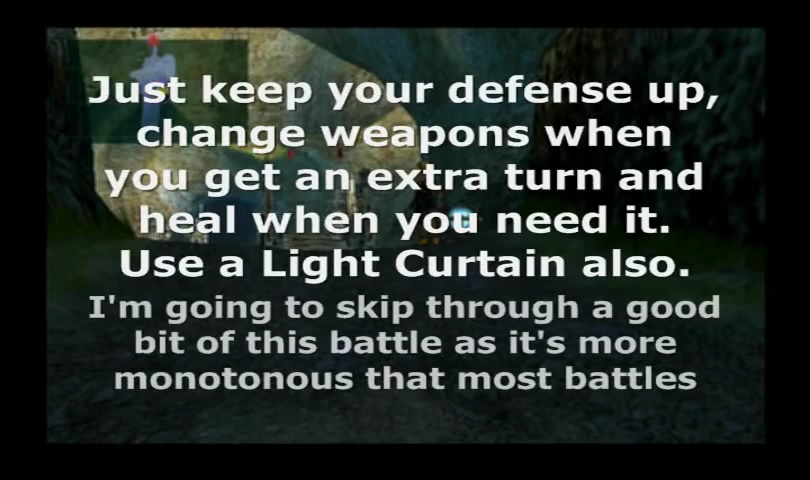 Just keep your defense up,
change weapons when
you get an extra turn and
heal when you need it.
Use a Light Curtain also.
I'm going to skip through a good
bit of this battle as it's more
monotonous that most battles